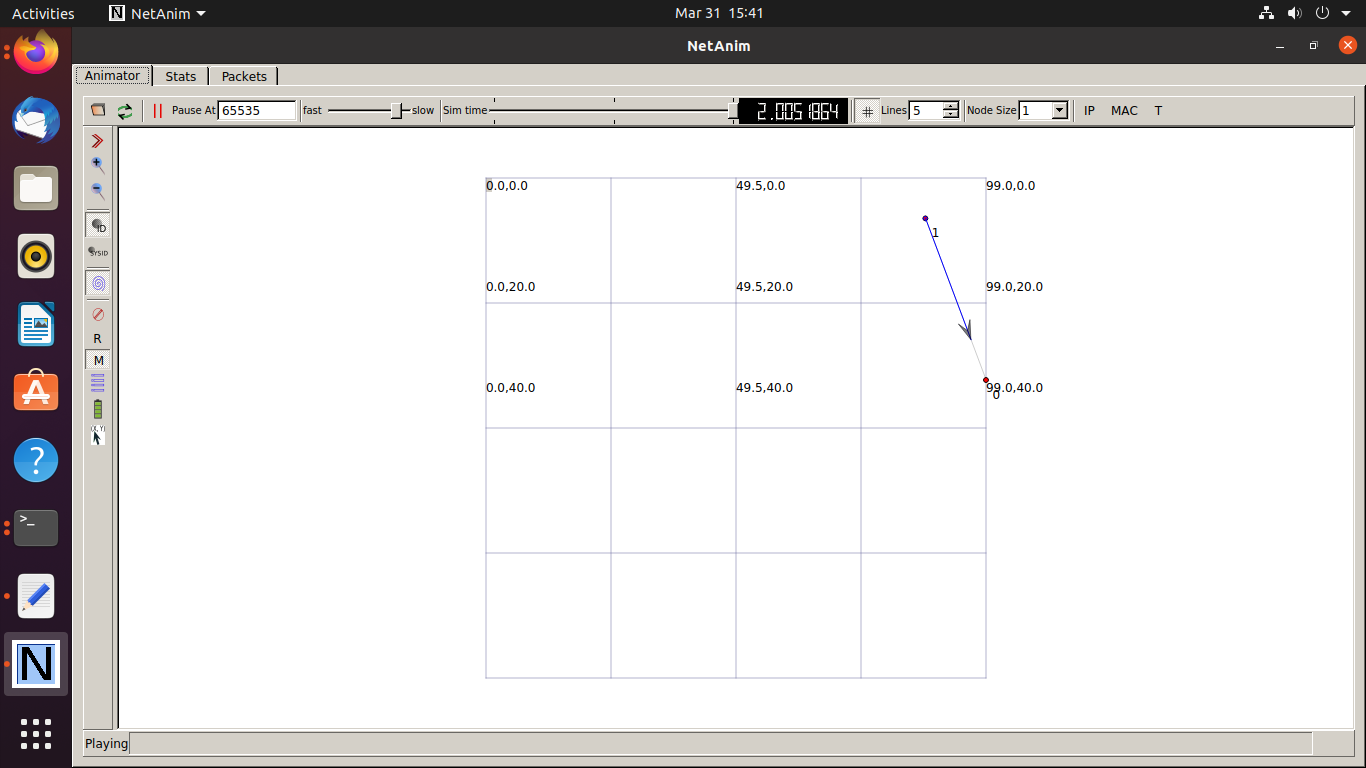 Activities NetAnim Mar 31 15:41
NetAnim
Animator Stats Packets
Pause At 65535 fast slow Sim time 2.0051864 Lines 5 Node Size 1 IP MAC T
ID
SYSID
R
M
(X,Y)
0.0,0.0 49.5,0.0 99.0,0.0
1
0.0,20.0 49.5,20.0 99.0,20.0
0.0,40.0 49.5,40.0 99.0,40.0
0
>_
?
N
Playing